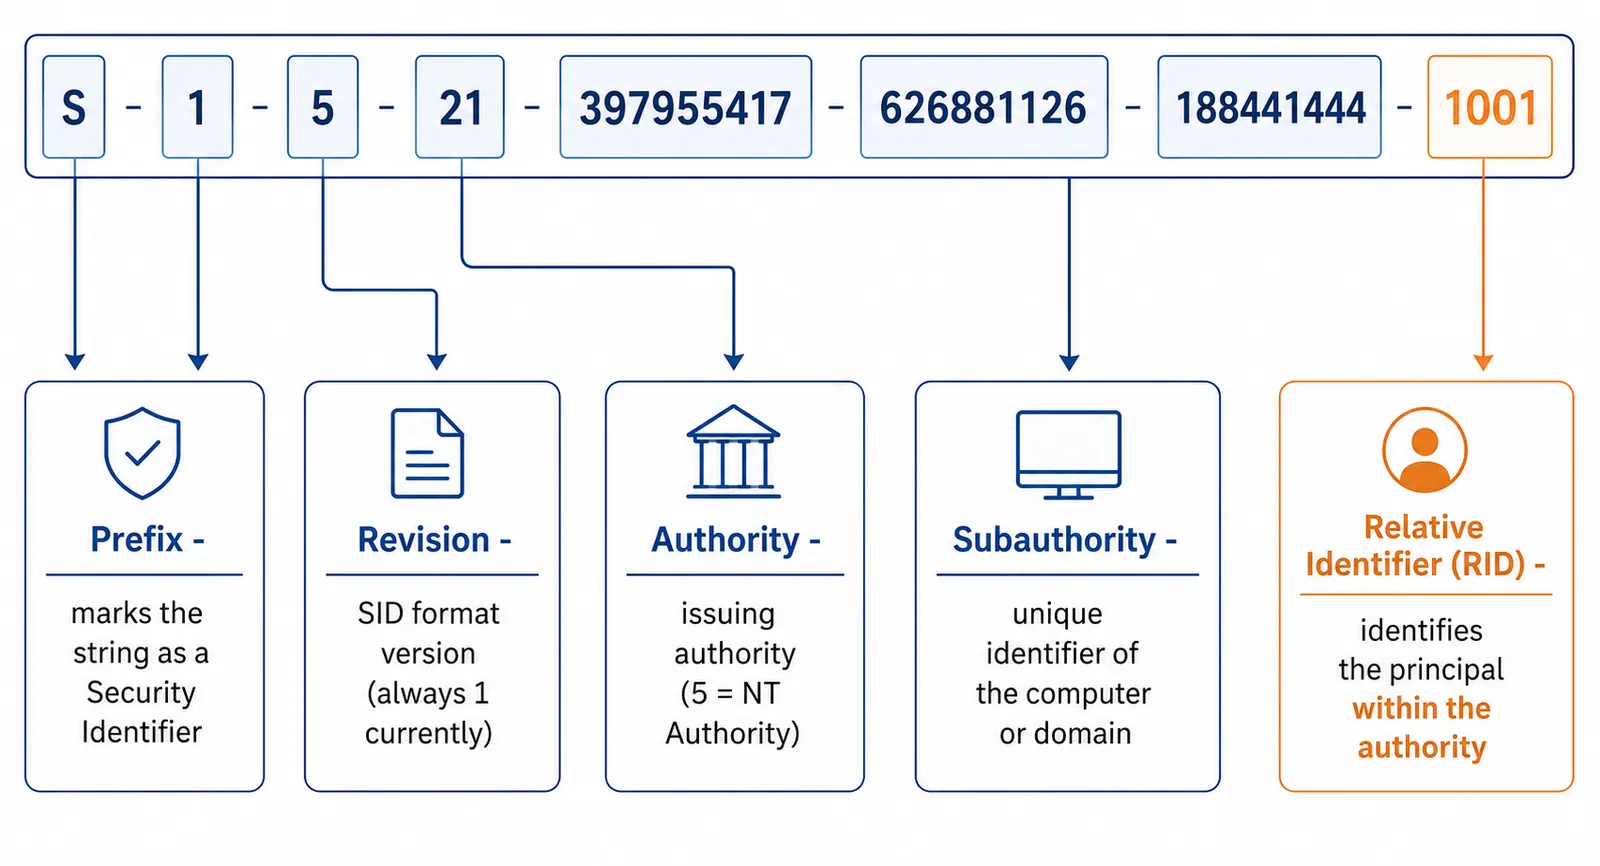 S - 1 - 5 - 21 - 397955417 - 626881126 - 188441444 - 1001
Prefix -
marks the
string as a
Security
Identifier
Revision -
SID format
version
(always 1
currently)
Authority -
issuing
authority
(5 = NT
Authority)
Subauthority -
unique
identifier of
the computer
or domain
Relative
Identifier (RID) -
identifies
the principal
within the
authority